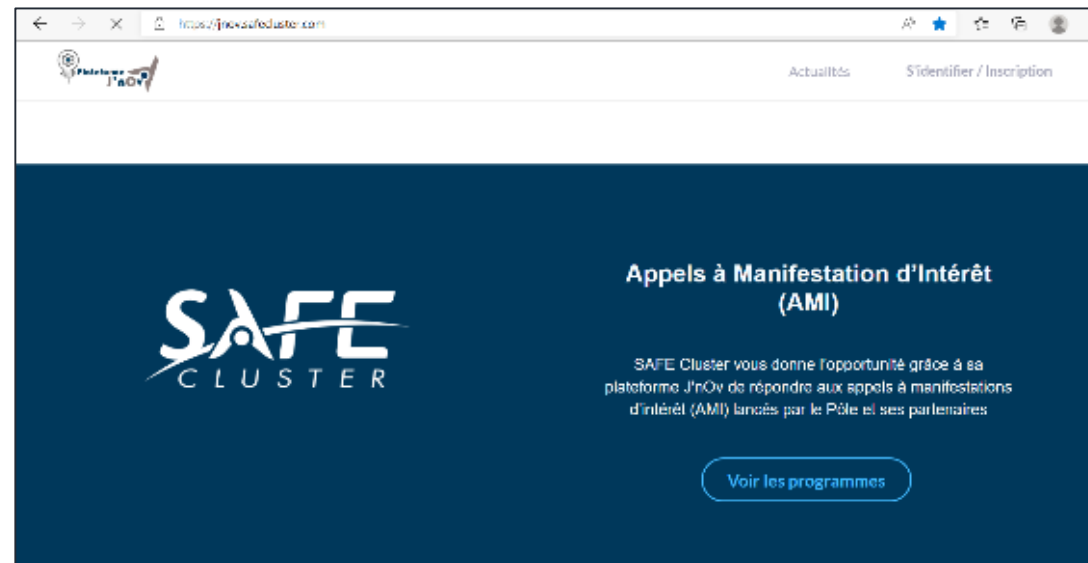 https://jnov.safecluster.com
Plateforme
J'nOv
Actualités
S'identifier / Inscription
SAFE
CLUSTER
Appels à Manifestation d'Intérêt
(AMI)
SAFE Cluster vous donne l'opportunité grâce à sa
plateforme J'nOv de répondre aux appels à manifestations
d'intérêt (AMI) lancés par le Pôle et ses partenaires
Voir les programmes